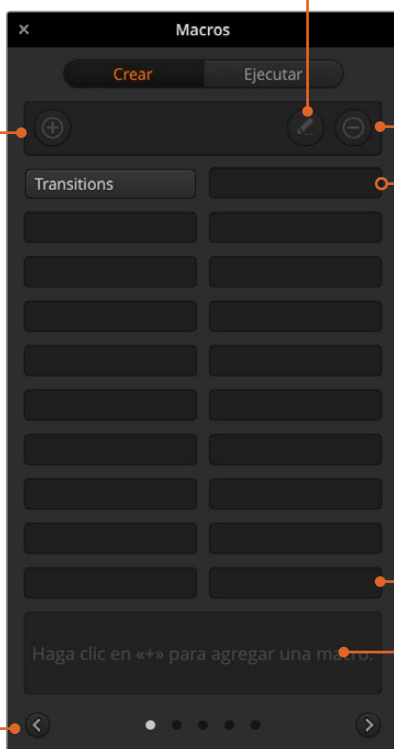 Macros
Crear Ejecutar
Transitions
Haga clic en «+» para agregar una macro.